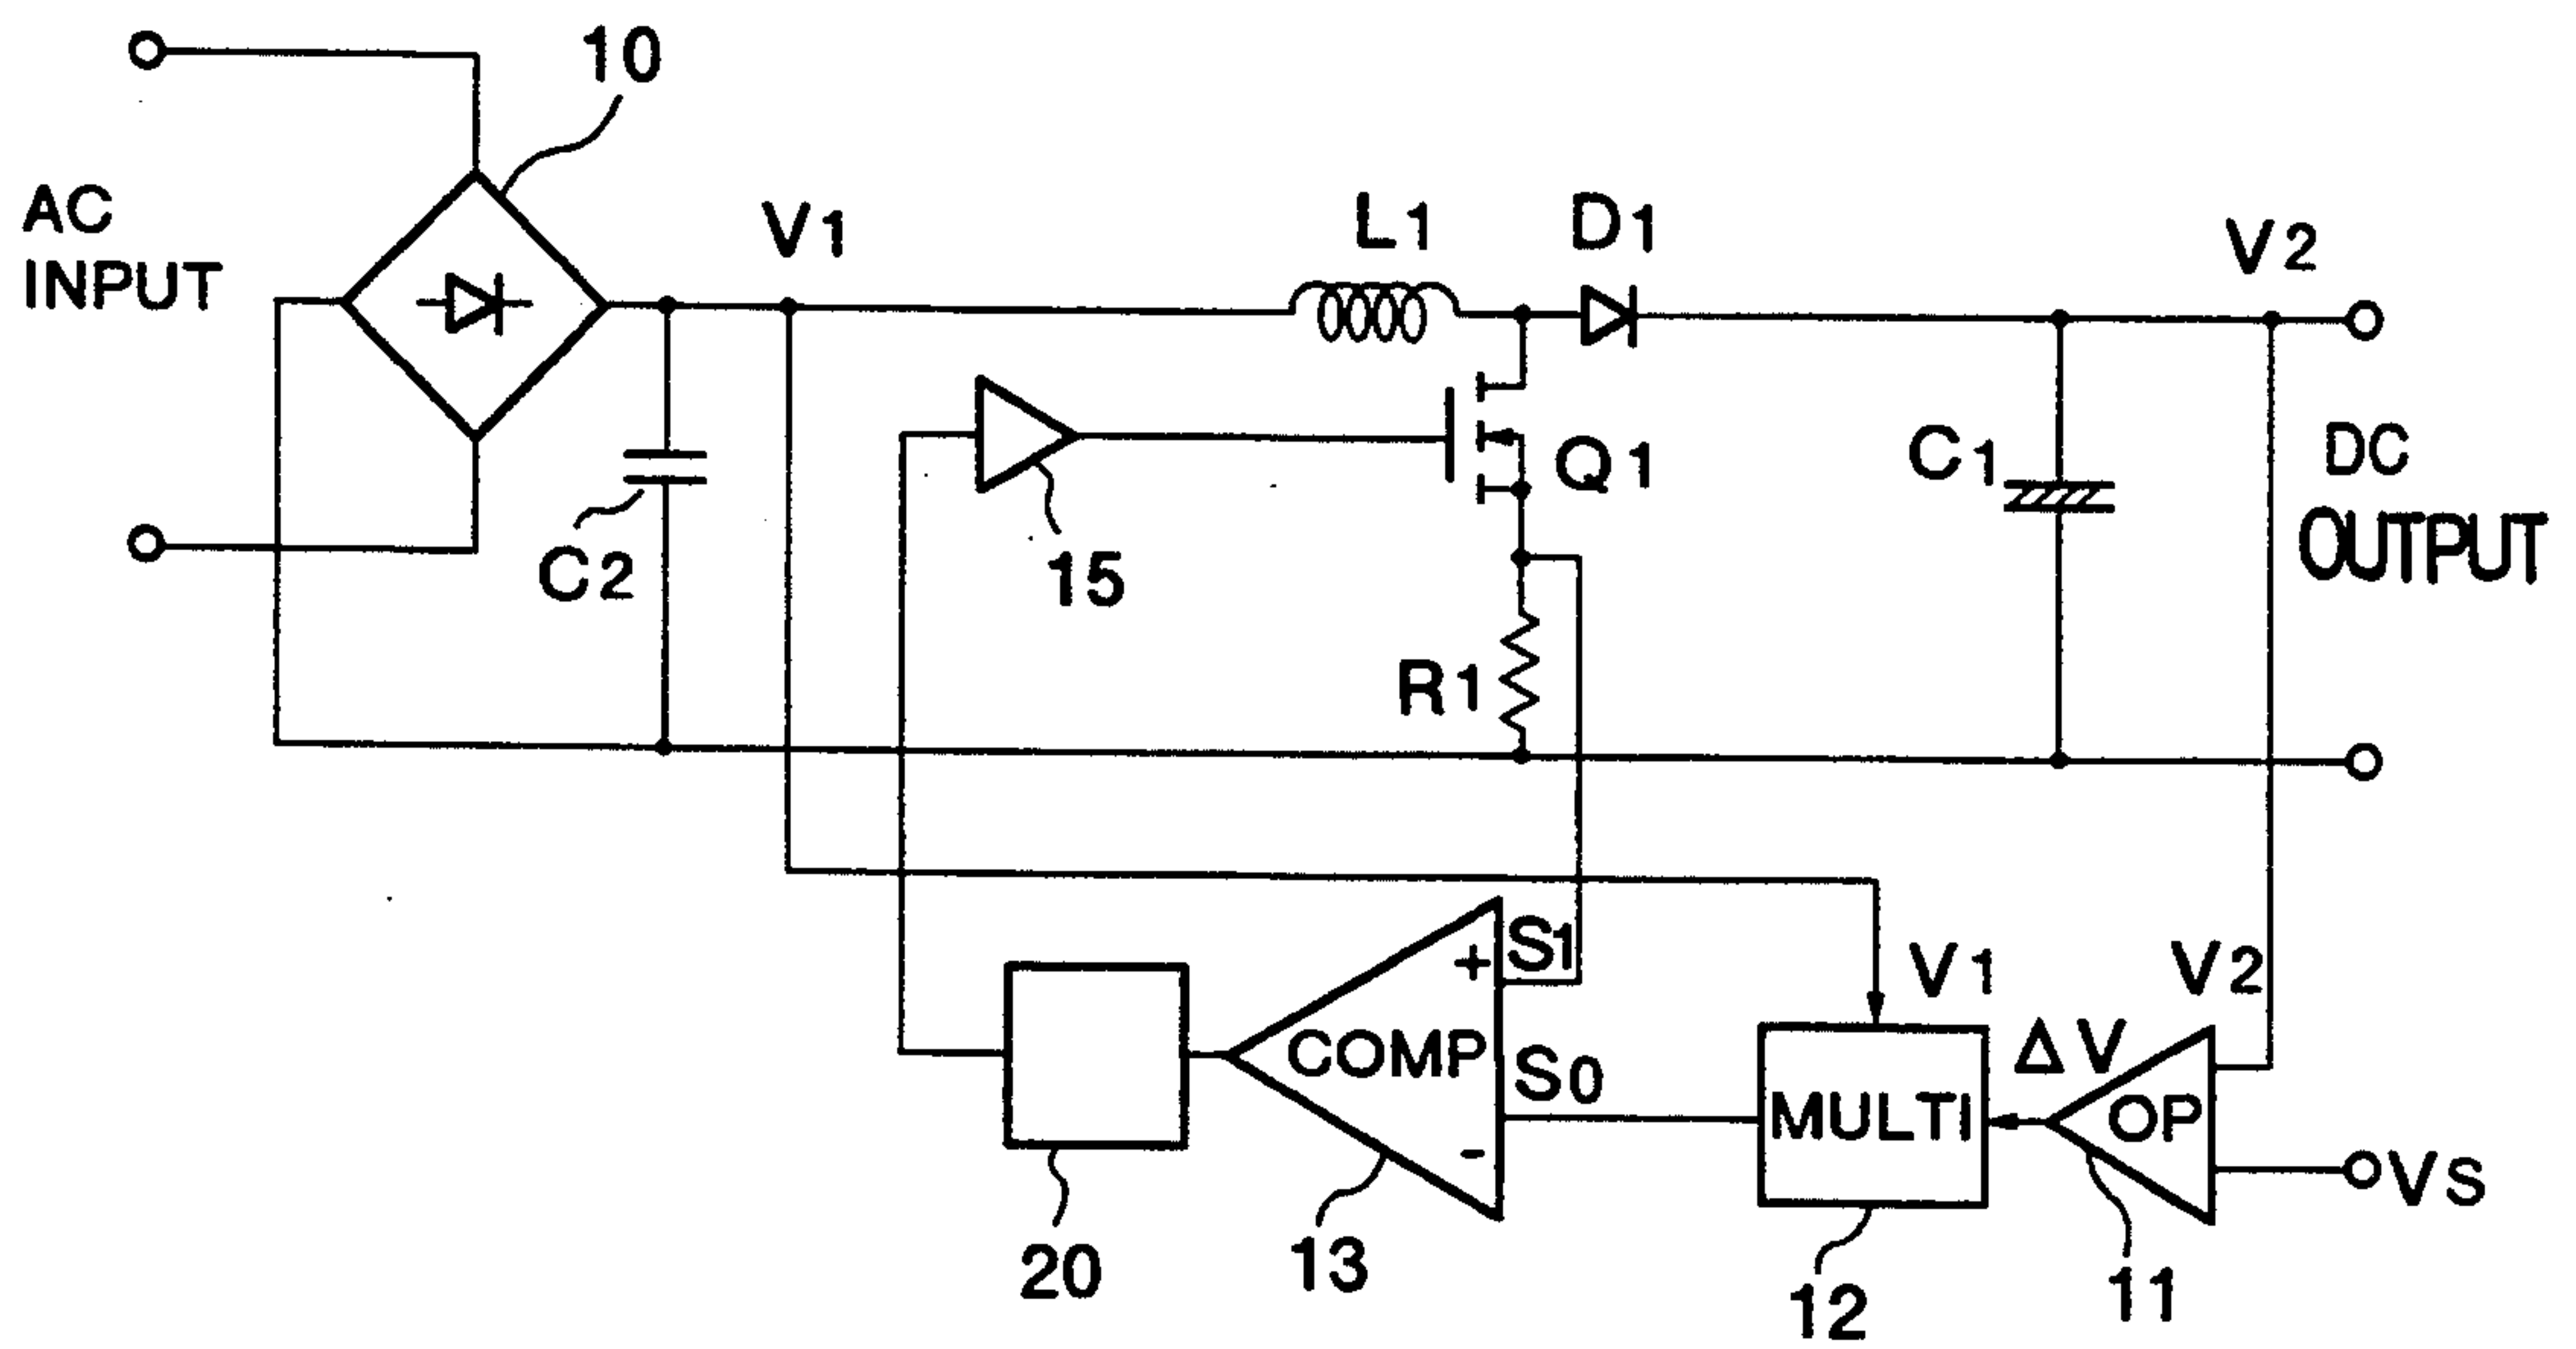 10
AC
INPUT
V1
L1
D1
V2
C2
15
Q1
C1
DC
OUTPUT
R1
+
S1
COMP
S0
-
V1
V2
ΔV
MULTI
OP
VS
20
13
12
11